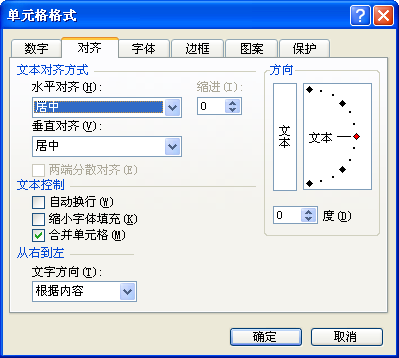 单元格格式
数字 对齐 字体 边框 图案 保护
文本对齐方式
水平对齐(H):
居中
缩进(I):
0
垂直对齐(V):
居中
两端分散对齐(E)
文本控制
自动换行(W)
缩小字体填充(K)
合并单元格(M)
从右到左
文字方向(T):
根据内容
方向
文本
文本
0 度(D)
确定 取消